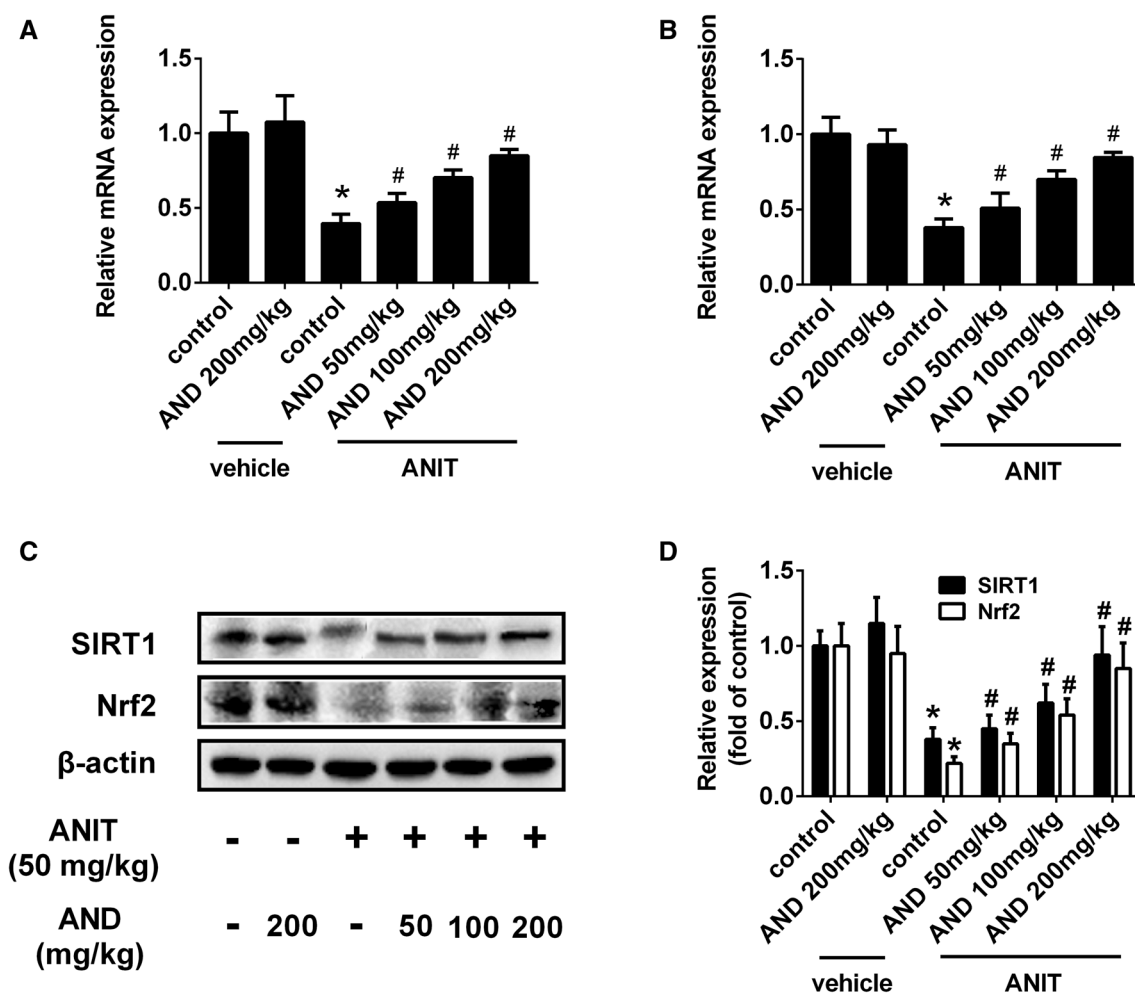 A
Relative mRNA expression
1.5
1.0
0.5
0.0
*
#
#
#
control
AND 200mg/kg
control
AND 50mg/kg
AND 100mg/kg
AND 200mg/kg
vehicle
ANIT
B
Relative mRNA expression
1.5
1.0
0.5
0.0
*
#
#
#
control
AND 200mg/kg
control
AND 50mg/kg
AND 100mg/kg
AND 200mg/kg
vehicle
ANIT
C
SIRT1
Nrf2
β-actin
ANIT - - + + + +
(50 mg/kg)
AND - 200 - 50 100 200
(mg/kg)
D
Relative expression
(fold of control)
1.5
1.0
0.5
0.0
SIRT1
Nrf2
* *
# #
# #
# #
control
AND 200mg/kg
control
AND 50mg/kg
AND 100mg/kg
AND 200mg/kg
vehicle
ANIT